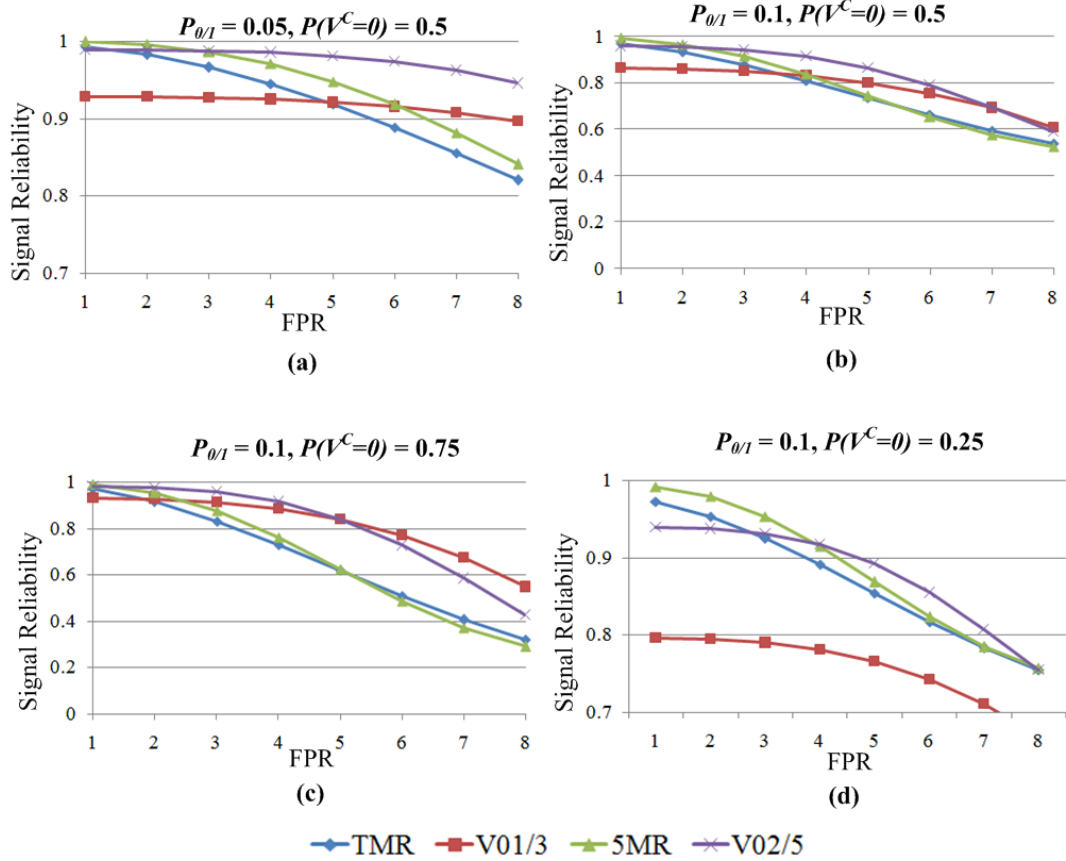 P0/1 = 0.05, P(V^C=0) = 0.5
Signal Reliability
1
0.9
0.8
0.7
1 2 3 4 5 6 7 8
FPR
(a)
P0/1 = 0.1, P(V^C=0) = 0.5
Signal Reliability
1
0.8
0.6
0.4
0.2
0
1 2 3 4 5 6 7 8
FPR
(b)
P0/1 = 0.1, P(V^C=0) = 0.75
Signal Reliability
1
0.8
0.6
0.4
0.2
0
1 2 3 4 5 6 7 8
FPR
(c)
P0/1 = 0.1, P(V^C=0) = 0.25
Signal Reliability
1
0.9
0.8
0.7
1 2 3 4 5 6 7 8
FPR
(d)
TMR V01/3 5MR V02/5